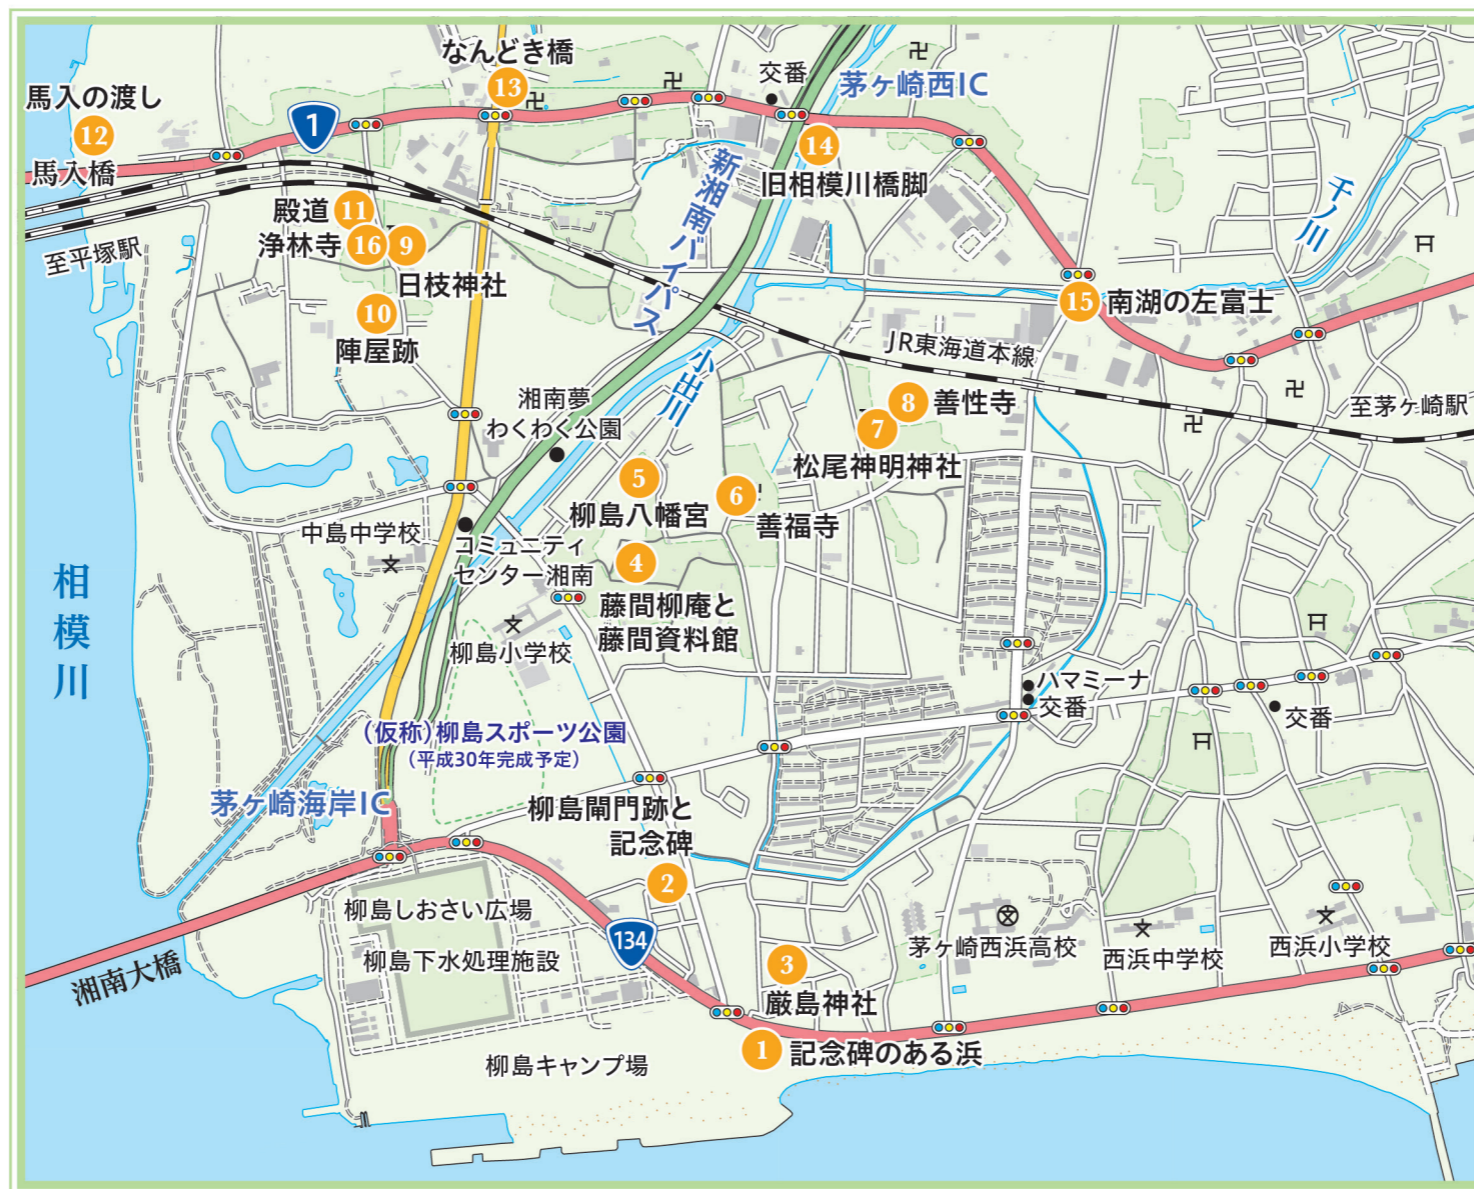 なんどき橋
13
交番
茅ヶ崎西IC
馬入の渡し
12
馬入橋
1
14
旧相模川橋脚
新湘南バイパス
千ノ川
殿道 11
浄林寺 16 9
日枝神社
至平塚駅
10
陣屋跡
15 南湖の左富士
JR東海道本線
小出川
湘南夢
わくわく公園
8 善性寺
7
松尾神明神社
至茅ヶ崎駅
5
柳島八幡宮
6
善福寺
中島中学校
コミュニティ
センター湘南
4
藤間柳庵と
藤間資料館
相模川
柳島小学校
ハマミーナ
交番
交番
(仮称)柳島スポーツ公園
(平成30年完成予定)
茅ヶ崎海岸IC
柳島閘門跡と
記念碑
2
柳島しおさい広場
134
柳島下水処理施設
湘南大橋
3
厳島神社
茅ヶ崎西浜高校
西浜中学校
西浜小学校
1 記念碑のある浜
柳島キャンプ場